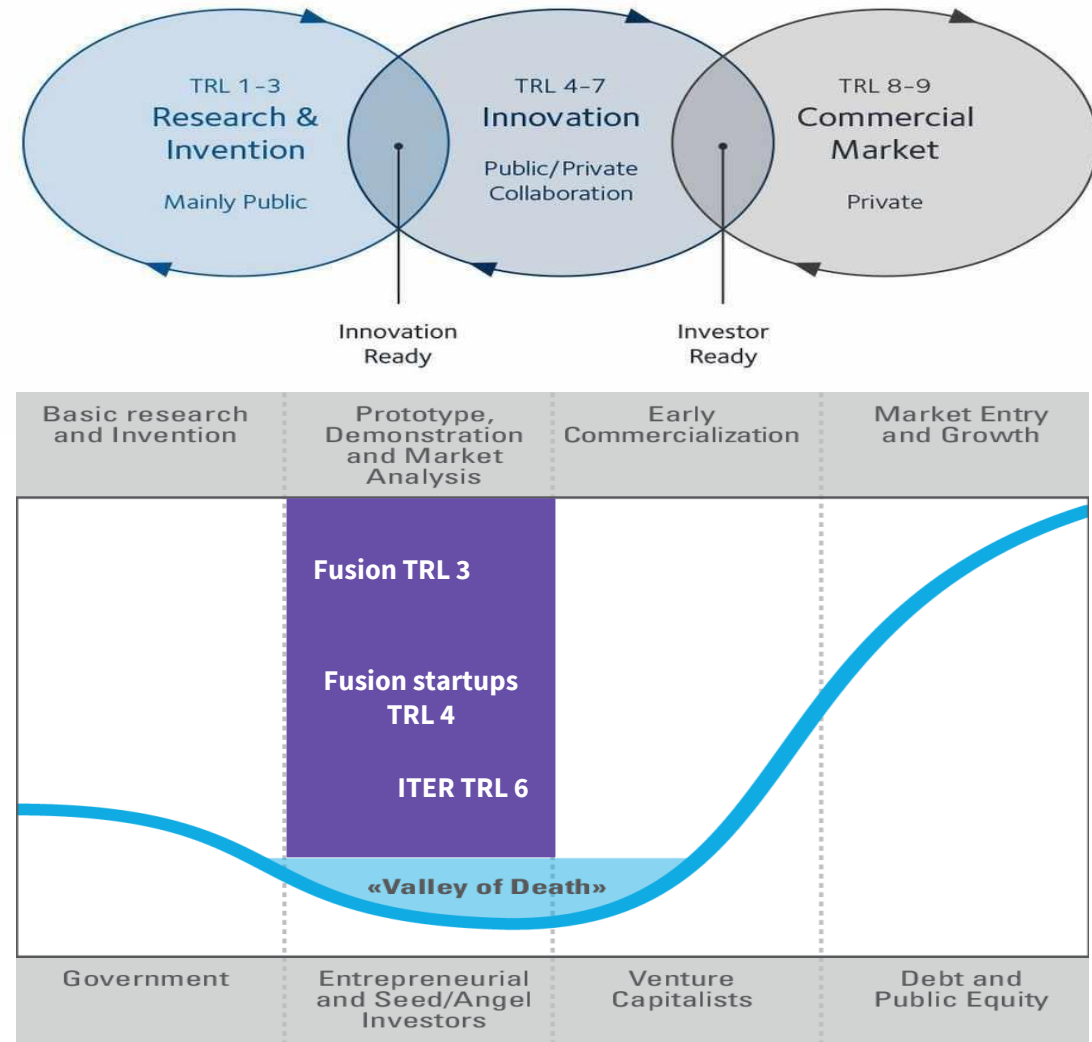 TRL 1–3
Research &
Invention
Mainly Public
TRL 4–7
Innovation
Public/Private
Collaboration
TRL 8–9
Commercial
Market
Private
Innovation
Ready
Investor
Ready
Basic research
and Invention
Prototype,
Demonstration
and Market
Analysis
Early
Commercialization
Market Entry
and Growth
Fusion TRL 3
Fusion startups
TRL 4
ITER TRL 6
«Valley of Death»
Government
Entrepreneurial
and Seed/Angel
Investors
Venture
Capitalists
Debt and
Public Equity